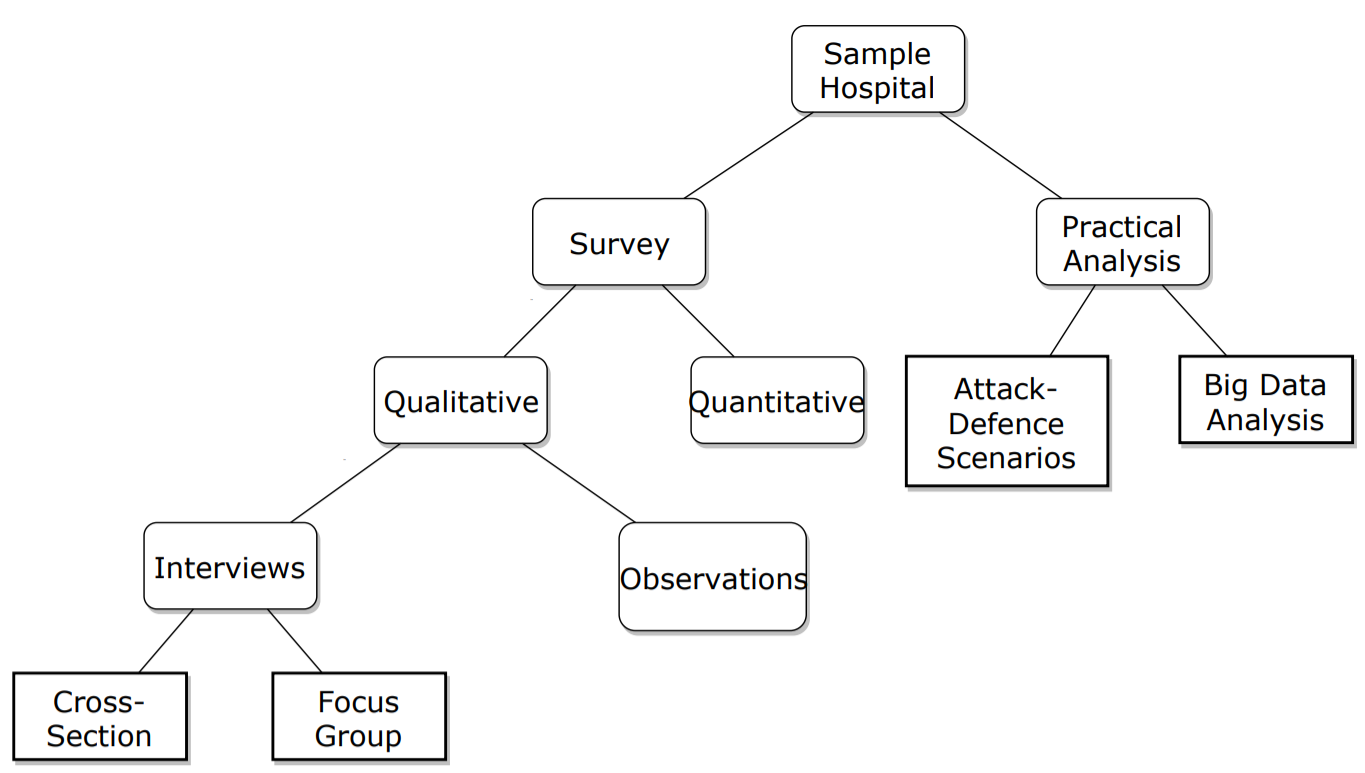 Sample
Hospital
Survey
Practical
Analysis
Qualitative
Quantitative
Attack-
Defence
Scenarios
Big Data
Analysis
Interviews
Observations
Cross-
Section
Focus
Group